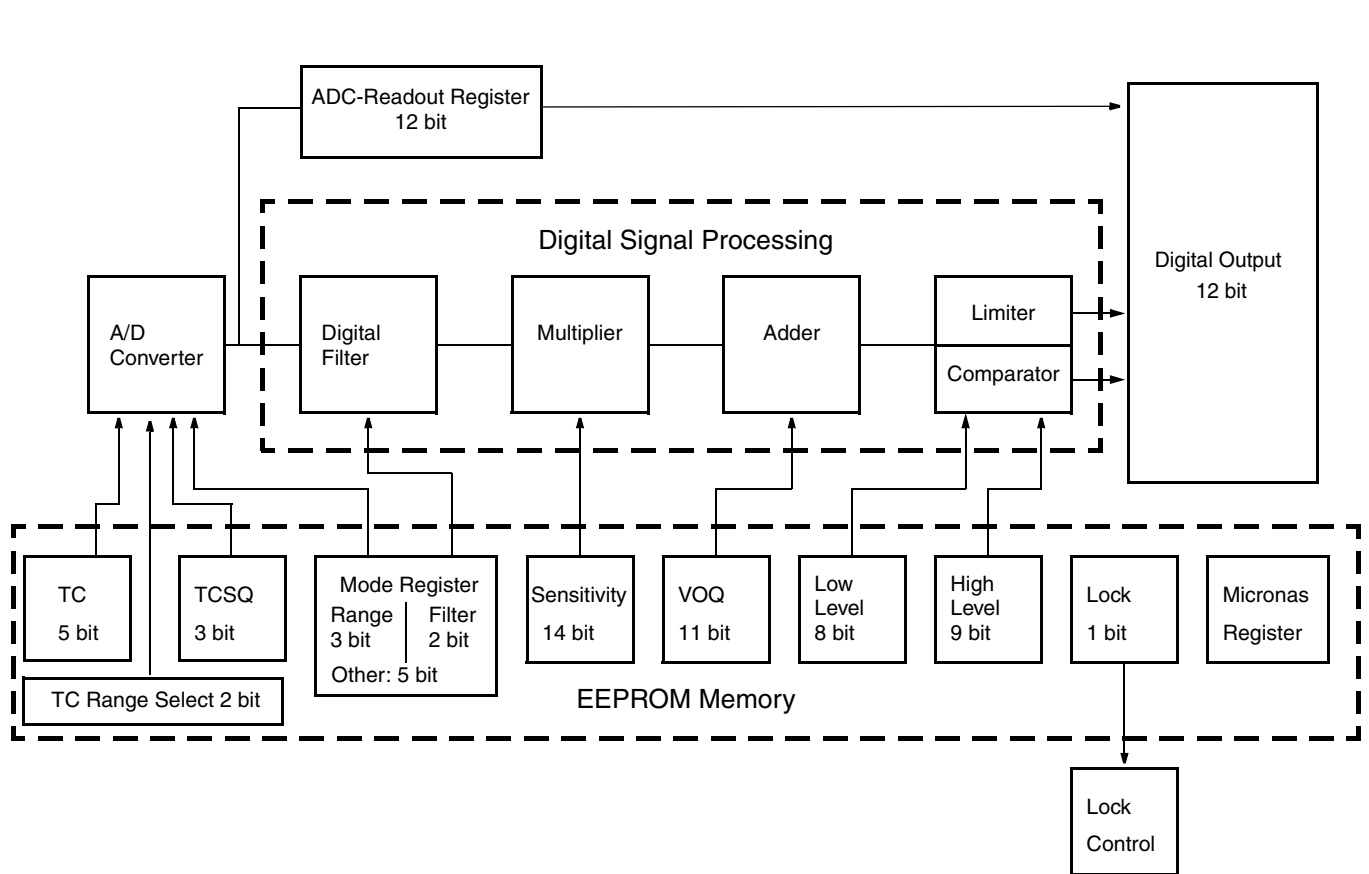 ADC-Readout Register
12 bit
Digital Signal Processing
Digital Output
12 bit
A/D
Converter
Digital
Filter
Multiplier
Adder
Limiter
Comparator
TC
5 bit
TCSQ
3 bit
Mode Register
Range
3 bit
Filter
2 bit
Other: 5 bit
Sensitivity
14 bit
VOQ
11 bit
Low
Level
8 bit
High
Level
9 bit
Lock
1 bit
Micronas
Register
TC Range Select 2 bit
EEPROM Memory
Lock
Control